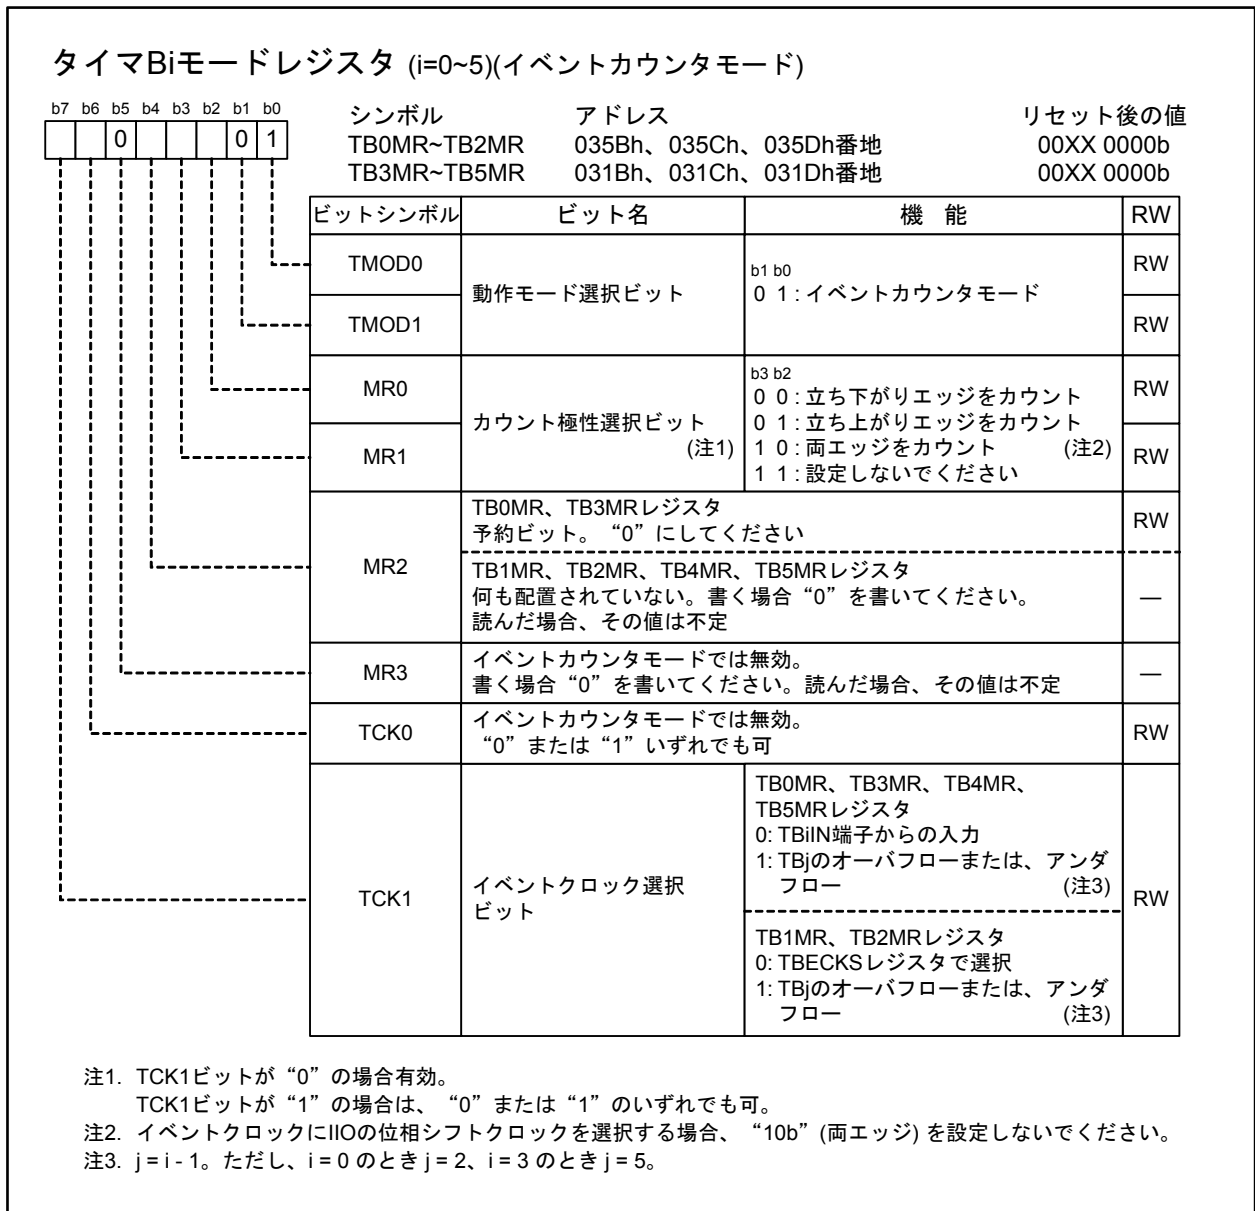 タイマBiモードレジスタ (i=0~5)(イベントカウンタモード)
b7 b6 b5 b4 b3 b2 b1 b0
0 0 1
シンボル アドレス リセット後の値
TB0MR~TB2MR 035Bh、035Ch、035Dh番地 00XX 0000b
TB3MR~TB5MR 031Bh、031Ch、031Dh番地 00XX 0000b
ビットシンボル ビット名 機 能 RW
TMOD0 RW
動作モード選択ビット
b1 b0
0 1 : イベントカウンタモード
TMOD1 RW
MR0 RW
カウント極性選択ビット
(注1)
b3 b2
0 0 : 立ち下がりエッジをカウント
0 1 : 立ち上がりエッジをカウント
1 0 : 両エッジをカウント (注2)
1 1 : 設定しないでください
MR1 RW
MR2
TB0MR、TB3MRレジスタ
予約ビット。“0”にしてください
RW
TB1MR、TB2MR、TB4MR、TB5MRレジスタ
何も配置されていない。書く場合“0”を書いてください。
読んだ場合、その値は不定
—
MR3
イベントカウンタモードでは無効。
書く場合“0”を書いてください。読んだ場合、その値は不定
—
TCK0
イベントカウンタモードでは無効。
“0”または“1”いずれでも可
RW
TCK1
イベントクロック選択
ビット
TB0MR、TB3MR、TB4MR、
TB5MRレジスタ
0: TBiIN端子からの入力
1: TBjのオーバフローまたは、アンダ
フロー (注3)
RW
TB1MR、TB2MRレジスタ
0: TBECKSレジスタで選択
1: TBjのオーバフローまたは、アンダ
フロー (注3)
注1. TCK1ビットが“0”の場合有効。
TCK1ビットが“1”の場合は、“0”または“1”のいずれでも可。
注2. イベントクロックにIIOの位相シフトクロックを選択する場合、“10b”(両エッジ) を設定しないでください。
注3. j = i - 1。ただし、i = 0 のとき j = 2、i = 3 のとき j = 5。